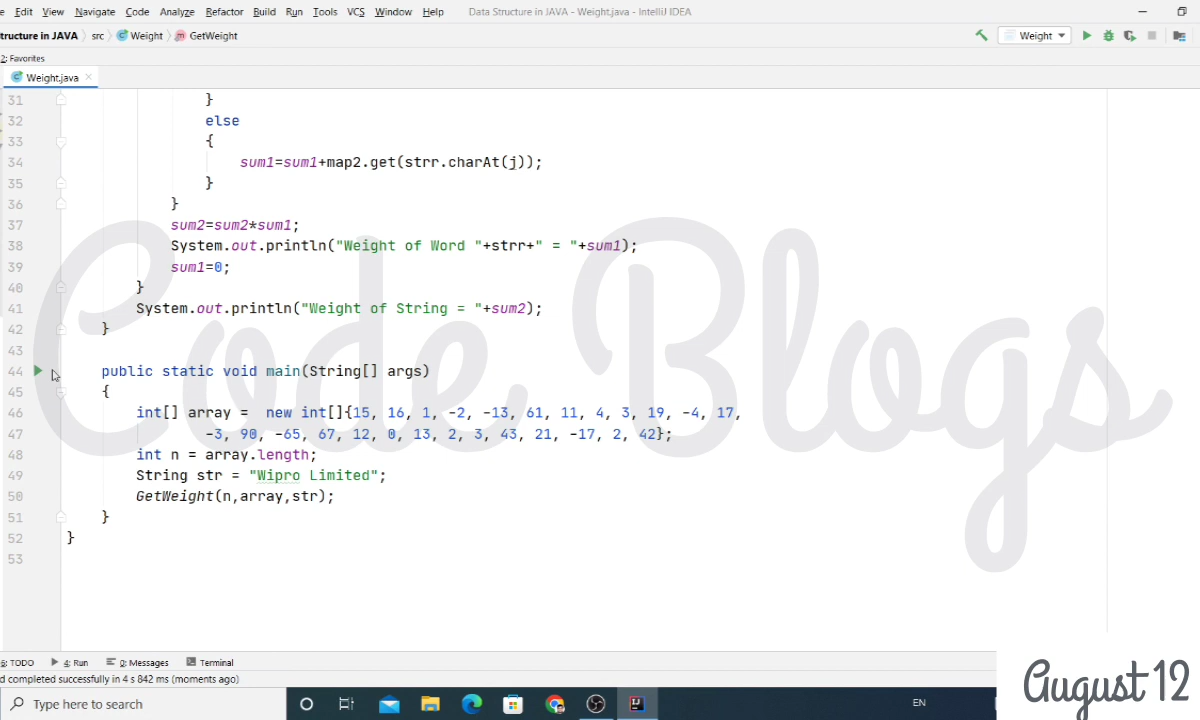 e Edit View Navigate Code Analyze Refactor Build Run Tools VCS Window Help Data Structure in JAVA - Weight.java - IntelliJ IDEA
tructure in JAVA src Weight GetWeight Weight
2: Favorites
Weight.java
31 }
32 else
33 {
34 sum1=sum1+map2.get(strr.charAt(j));
35 }
36 }
37 sum2=sum2*sum1;
38 System.out.println("Weight of Word "+strr+" = "+sum1);
39 sum1=0;
40 }
41 System.out.println("Weight of String = "+sum2);
42 }
43
44 public static void main(String[] args)
45 {
46 int[] array =  new int[]{15, 16, 1, -2, -13, 61, 11, 4, 3, 19, -4, 17,
47 -3, 90, -65, 67, 12, 0, 13, 2, 3, 43, 21, -17, 2, 42};
48 int n = array.length;
49 String str = "Wipro Limited";
50 GetWeight(n,array,str);
51 }
52 }
53
Code Blogs
6: TODO 4: Run 0: Messages Terminal
d completed successfully in 4 s 842 ms (moments ago)
Type here to search EN
August 12